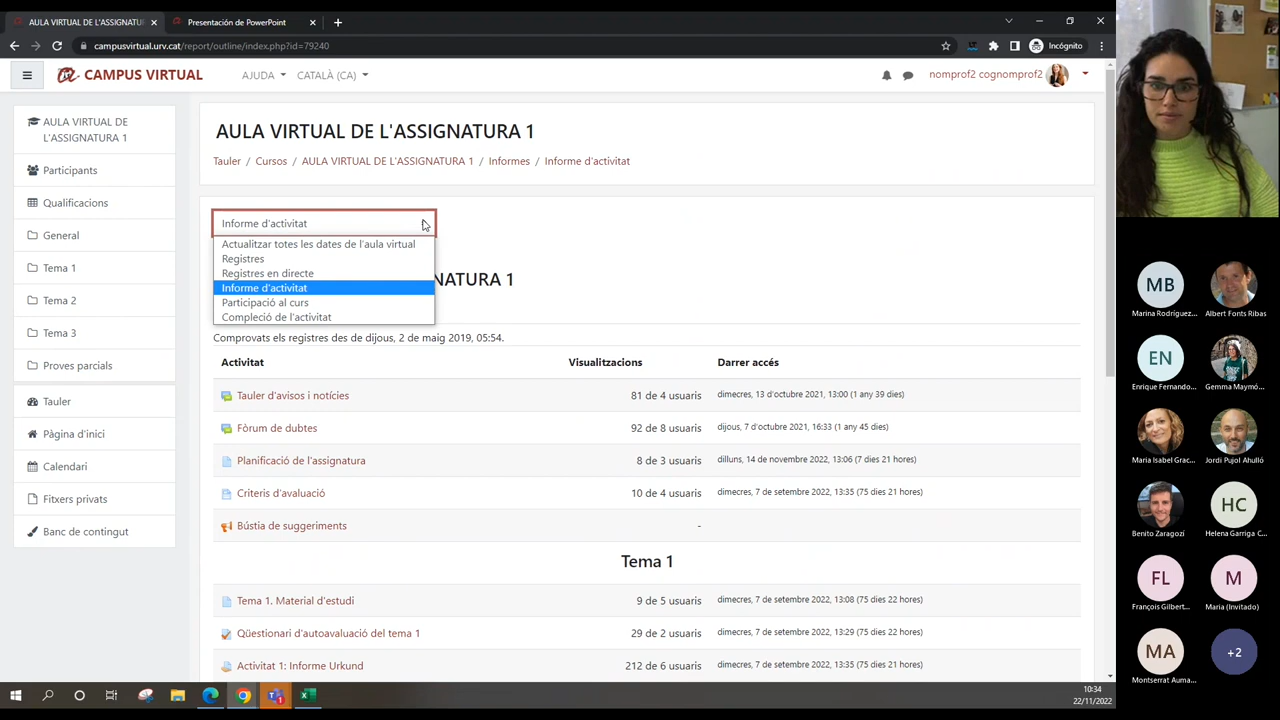 AULA VIRTUAL DE L'ASSIGNATUR
Presentación de PowerPoint
campusvirtual.urv.cat/report/outline/index.php?id=79240
Incógnito
CAMPUS VIRTUAL
AJUDA
CATALÀ (CA)
nomprof2 cognomprof2
AULA VIRTUAL DE
L'ASSIGNATURA 1
Participants
Qualificacions
General
Tema 1
Tema 2
Tema 3
Proves parcials
Tauler
Pàgina d'inici
Calendari
Fitxers privats
Banc de contingut
AULA VIRTUAL DE L'ASSIGNATURA 1
Tauler / Cursos / AULA VIRTUAL DE L'ASSIGNATURA 1 / Informes / Informe d'activitat
Informe d'activitat
Actualitzar totes les dates de l'aula virtual
Registres
Registres en directe
Informe d'activitat
Participació al curs
Compleció de l'activitat
NATURA 1
Comprovats els registres des de dijous, 2 de maig 2019, 05:54.
Activitat Visualitzacions Darrer accés
Tauler d'avisos i notícies 81 de 4 usuaris dimecres, 13 d'octubre 2021, 13:00 (1 any 39 dies)
Fòrum de dubtes 92 de 8 usuaris dijous, 7 d'octubre 2021, 16:33 (1 any 45 dies)
Planificació de l'assignatura 8 de 3 usuaris dilluns, 14 de novembre 2022, 13:06 (7 dies 21 hores)
Criteris d'avaluació 10 de 4 usuaris dimecres, 7 de setembre 2022, 13:35 (75 dies 21 hores)
Bústia de suggeriments -
Tema 1
Tema 1. Material d'estudi 9 de 5 usuaris dimecres, 7 de setembre 2022, 13:08 (75 dies 22 hores)
Qüestionari d'autoavaluació del tema 1 29 de 2 usuaris dimecres, 7 de setembre 2022, 13:29 (75 dies 22 hores)
Activitat 1: Informe Urkund 212 de 6 usuaris dimecres, 7 de setembre 2022, 13:35 (75 dies 21 hores)
10:34
22/11/2022
MB
Marina Rodríguez...
Albert Fonts Ribas
EN
Enrique Fernando...
Gemma Maymó...
María Isabel Grac...
Jordi Pujol Ahulló
Benito Zaragozí
HC
Helena Garriga C...
FL
François Gilbert...
M
Maria (Invitado)
MA
Montserrat Auma...
+2